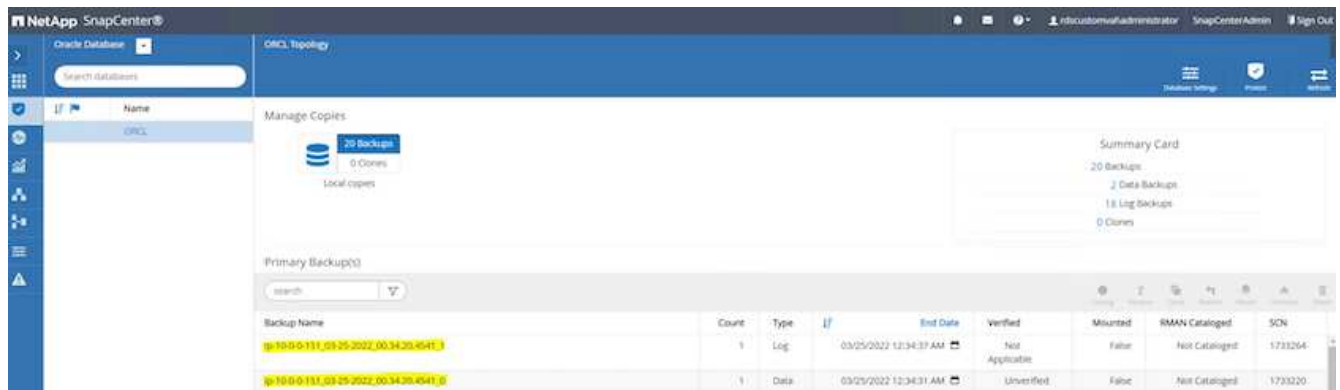 NetApp SnapCenter®
rdscustomval\administrator SnapCenterAdmin Sign Out
Oracle Database
ORCL Topology
Search databases
Database Settings Protect Refresh
Name
ORCL
Manage Copies
20 Backups
0 Clones
Local copies
Summary Card
20 Backups
2 Data Backups
18 Log Backups
0 Clones
Primary Backup(s)
search
Backup Name Count Type End Date Verified Mounted RMAN Cataloged SCN
ip-10-0-0-151_03-25-2022_00.34.20.4541_1 1 Log 03/25/2022 12:34:37 AM Not Applicable False Not Cataloged 1733264
ip-10-0-0-151_03-25-2022_00.34.20.4541_0 1 Data 03/25/2022 12:34:31 AM Unverified False Not Cataloged 1733220